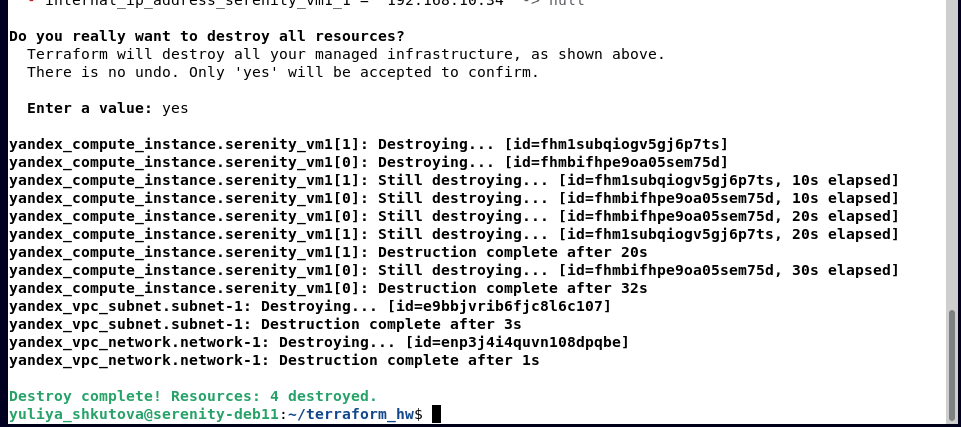 - internal_ip_address_serenity_vm1_1 = "192.168.10.34" -> null
Do you really want to destroy all resources?
Terraform will destroy all your managed infrastructure, as shown above.
There is no undo. Only 'yes' will be accepted to confirm.
Enter a value: yes
yandex_compute_instance.serenity_vm1[1]: Destroying... [id=fhm1subqiogv5gj6p7ts]
yandex_compute_instance.serenity_vm1[0]: Destroying... [id=fhmbifhpe9oa05sem75d]
yandex_compute_instance.serenity_vm1[1]: Still destroying... [id=fhm1subqiogv5gj6p7ts, 10s elapsed]
yandex_compute_instance.serenity_vm1[0]: Still destroying... [id=fhmbifhpe9oa05sem75d, 10s elapsed]
yandex_compute_instance.serenity_vm1[0]: Still destroying... [id=fhmbifhpe9oa05sem75d, 20s elapsed]
yandex_compute_instance.serenity_vm1[1]: Still destroying... [id=fhm1subqiogv5gj6p7ts, 20s elapsed]
yandex_compute_instance.serenity_vm1[1]: Destruction complete after 20s
yandex_compute_instance.serenity_vm1[0]: Still destroying... [id=fhmbifhpe9oa05sem75d, 30s elapsed]
yandex_compute_instance.serenity_vm1[0]: Destruction complete after 32s
yandex_vpc_subnet.subnet-1: Destroying... [id=e9bbjvrib6fjc8l6c107]
yandex_vpc_subnet.subnet-1: Destruction complete after 3s
yandex_vpc_network.network-1: Destroying... [id=enp3j4i4quvn108dpqbe]
yandex_vpc_network.network-1: Destruction complete after 1s
Destroy complete! Resources: 4 destroyed.
yuliya_shkutova@serenity-deb11:~/terraform_hw$